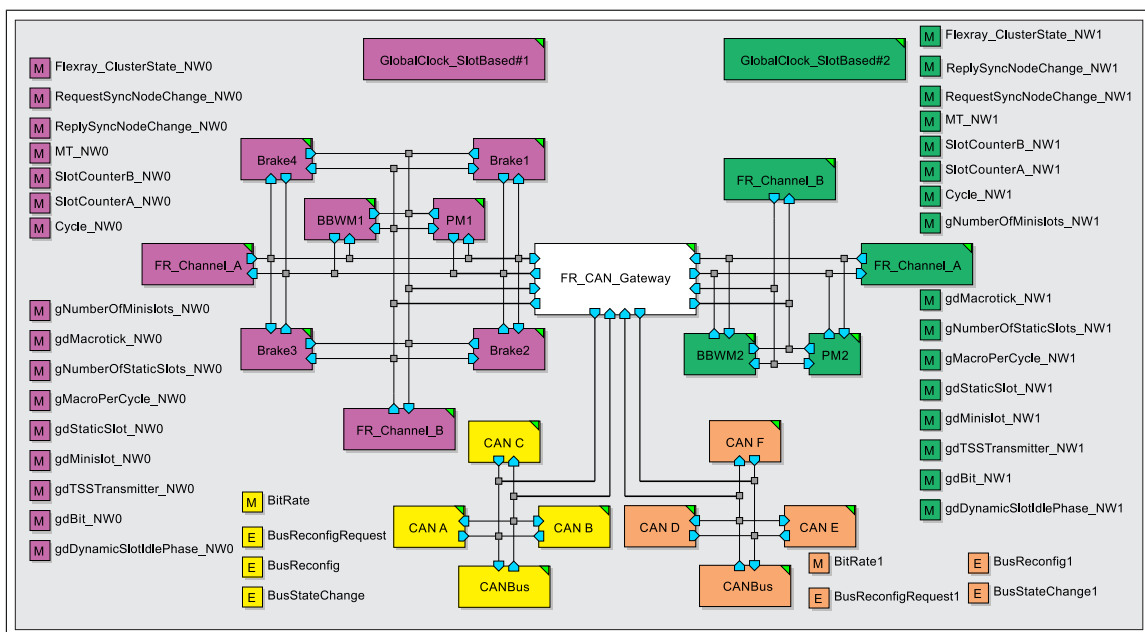 GlobalClock_SlotBased#1
GlobalClock_SlotBased#2
M Flexray_ClusterState_NW0
M RequestSyncNodeChange_NW0
M ReplySyncNodeChange_NW0
M MT_NW0
M SlotCounterB_NW0
M SlotCounterA_NW0
M Cycle_NW0
M Flexray_ClusterState_NW1
M ReplySyncNodeChange_NW1
M RequestSyncNodeChange_NW1
M MT_NW1
M SlotCounterB_NW1
M SlotCounterA_NW1
M Cycle_NW1
M gNumberOfMinislots_NW1
Brake4
Brake1
BBWM1
PM1
FR_Channel_B
FR_Channel_A
FR_CAN_Gateway
FR_Channel_A
Brake3
Brake2
BBWM2
PM2
FR_Channel_B
M gNumberOfMinislots_NW0
M gdMacrotick_NW0
M gNumberOfStaticSlots_NW0
M gMacroPerCycle_NW0
M gdStaticSlot_NW0
M gdMinislot_NW0
M gdTSSTransmitter_NW0
M gdBit_NW0
M gdDynamicSlotIdlePhase_NW0
M gdMacrotick_NW1
M gNumberOfStaticSlots_NW1
M gMacroPerCycle_NW1
M gdStaticSlot_NW1
M gdMinislot_NW1
M gdTSSTransmitter_NW1
M gdBit_NW1
M gdDynamicSlotIdlePhase_NW1
CAN C
CAN F
CAN A
CAN B
CAN D
CAN E
CANBus
CANBus
M BitRate
E BusReconfigRequest
E BusReconfig
E BusStateChange
M BitRate1
E BusReconfigRequest1
E BusReconfig1
E BusStateChange1